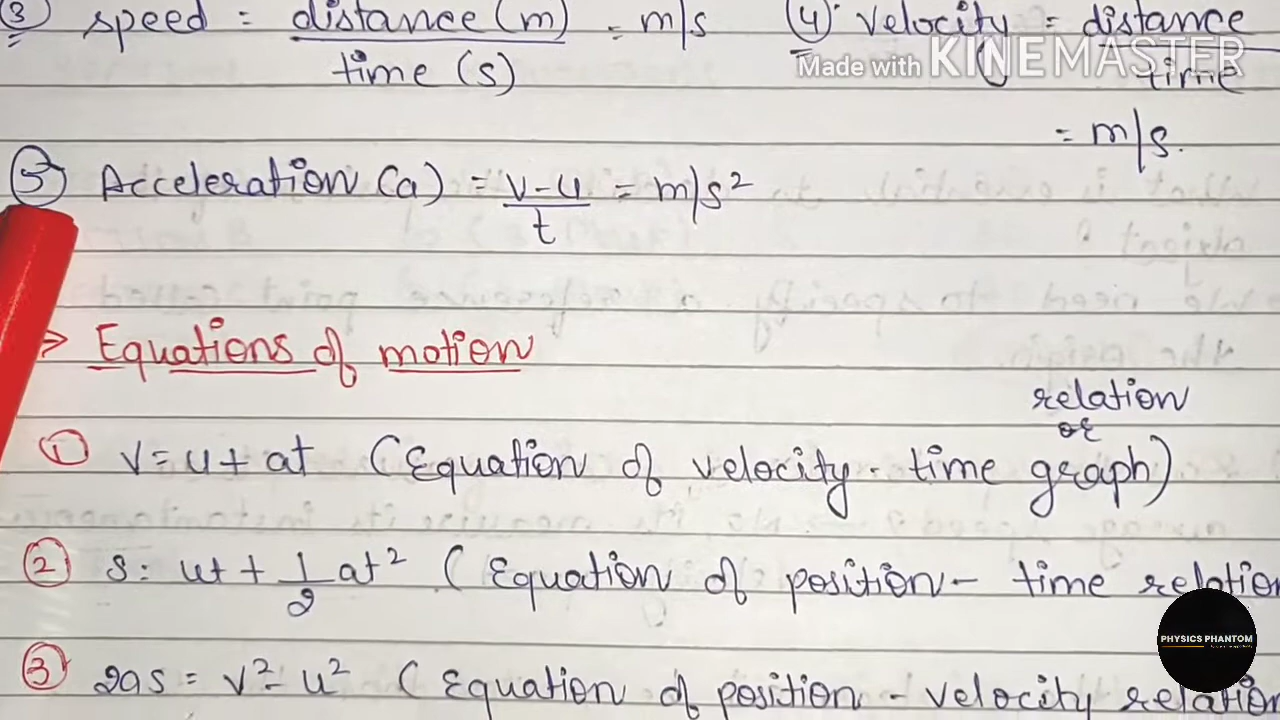 ③ speed = distance (m) / time (s) = m/s
④ velocity = distance / time
= m/s.
Made with KINEMASTER
⑤ Acceleration (a) = v-u / t = m/s²
→ Equations of motion
① v = u + at (Equation of velocity - time relation or graph)
② s: ut + 1/2 at² (Equation of position - time relation
③ 2as = v² - u² (Equation of position - velocity relation
PHYSICS PHANTOM